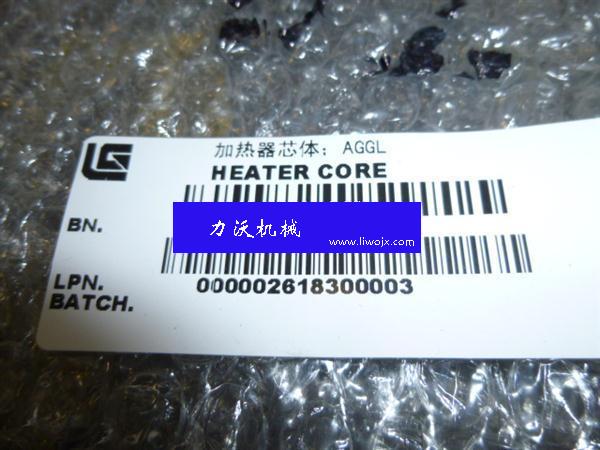 加热器芯体; AGGL
HEATER CORE
BN.
力沃机械
www.liwojx.com
LPN.
000002618300003
BATCH.